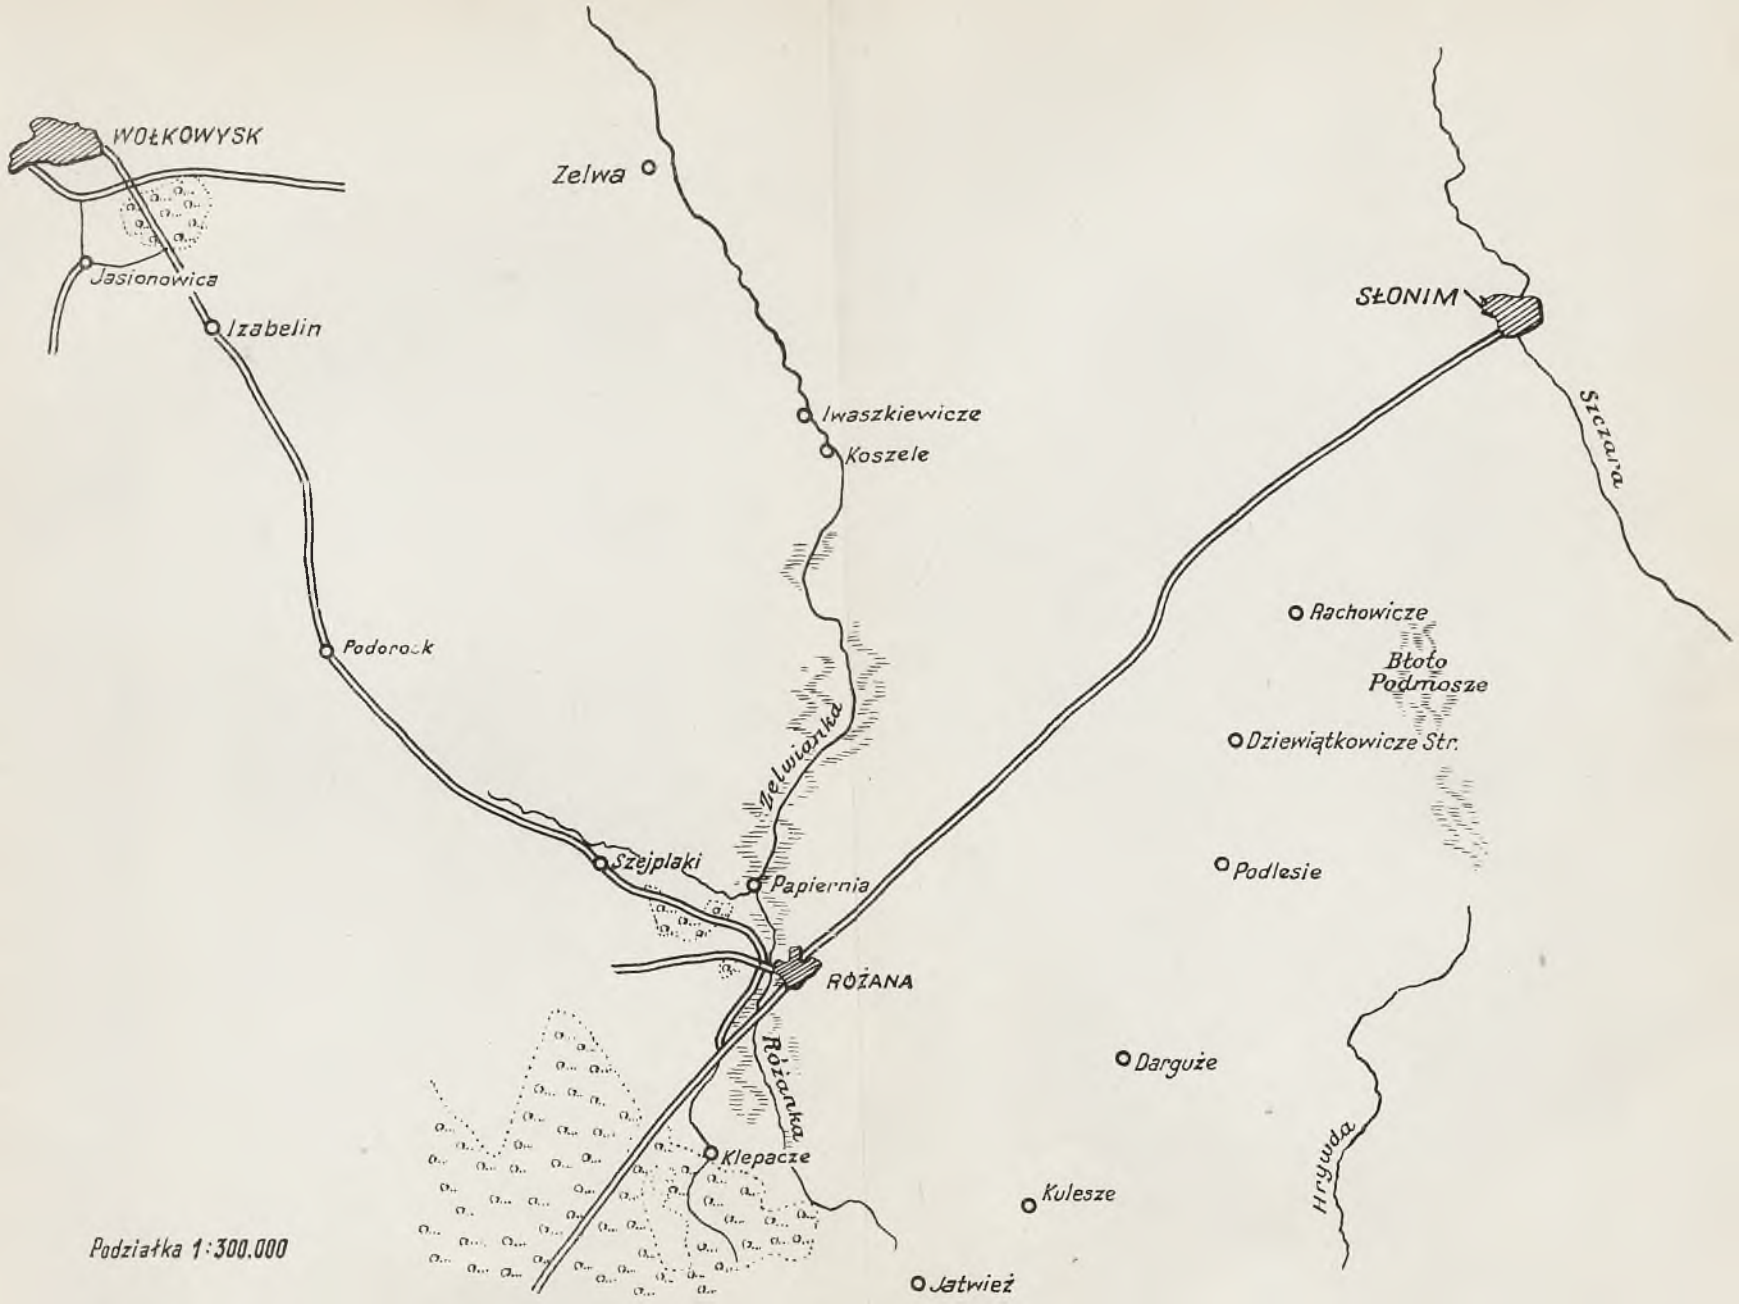 WOŁKOWYSK
Zelwa
Jasionowica
SŁONIM
Izabelin
Iwaszkiewicze
Koszele
Szczara
Rachowicze
Podorock
Błoto
Podmosze
Zelwianka
Dziewiątkowicze Str.
Szejplaki
Papiernia
Podlesie
RÓŻANA
Różanka
Darguże
Klepacze
Hrywda
Kulesze
Podziałka 1:300.000
Jatwież